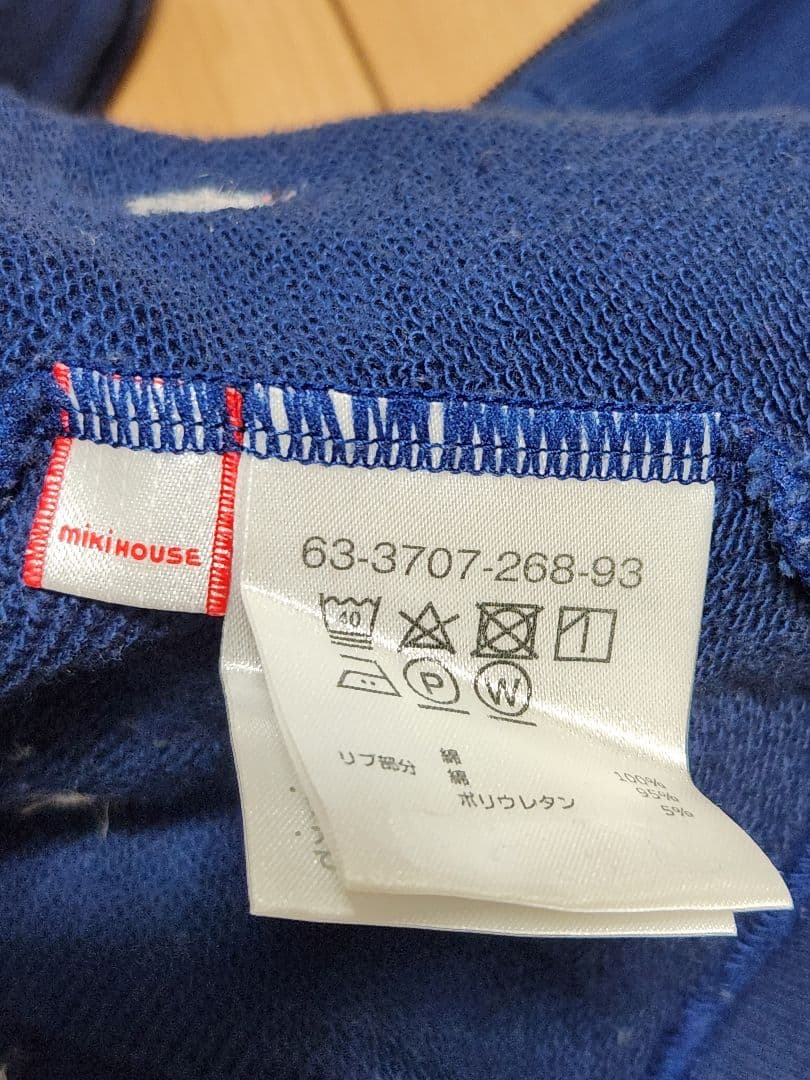 miKiHOUSE
63-3707-268-93
40
P W
綿 100%
リブ部分 綿 95%
ポリウレタン 5%